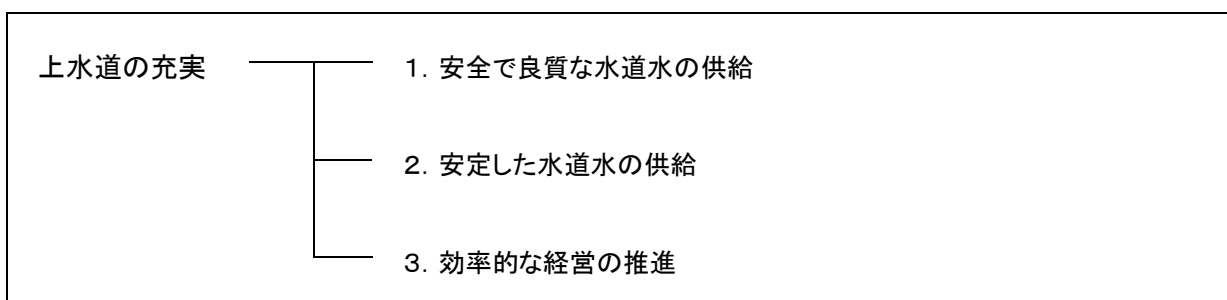 上水道の充実
１．安全で良質な水道水の供給
２．安定した水道水の供給
３．効率的な経営の推進